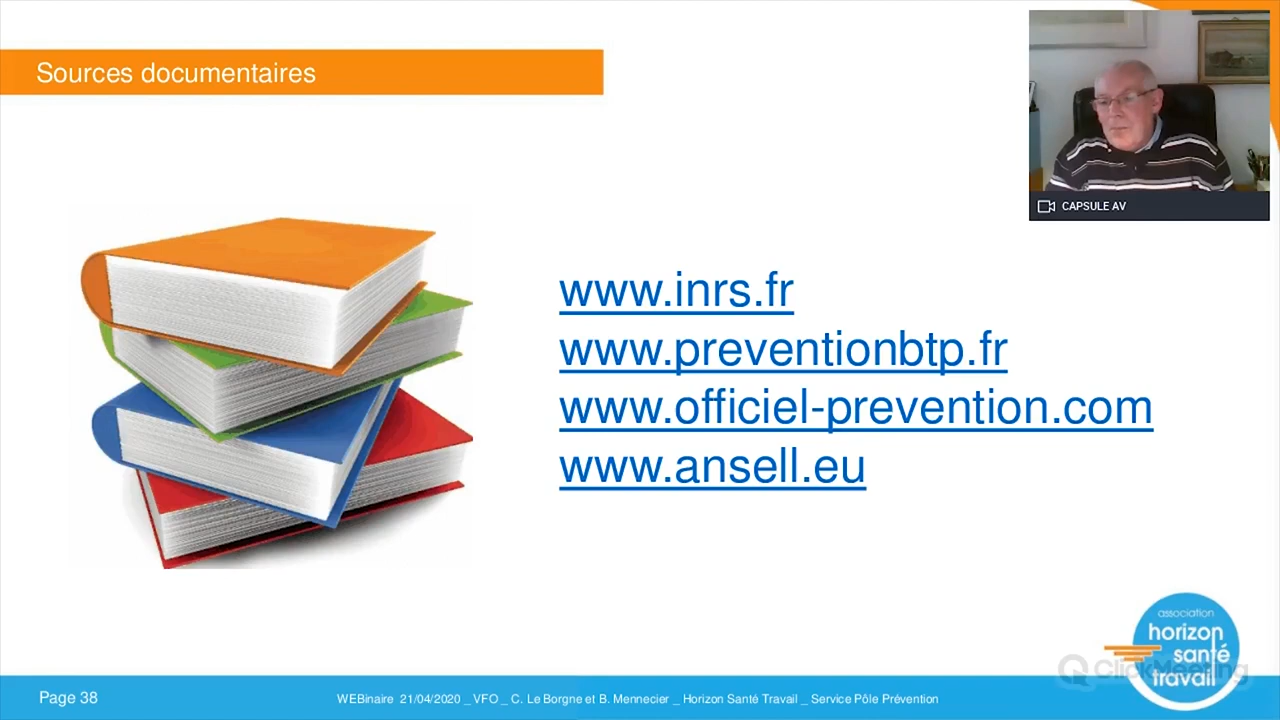 Sources documentaires
CAPSULE AV
www.inrs.fr
www.preventionbtp.fr
www.officiel-prevention.com
www.ansell.eu
association
horizon
santé
travail
ClickMeeting
Page 38
WEBinaire 21/04/2020 _ VFO _ C. Le Borgne et B. Mennecier _ Horizon Santé Travail _ Service Pôle Prévention